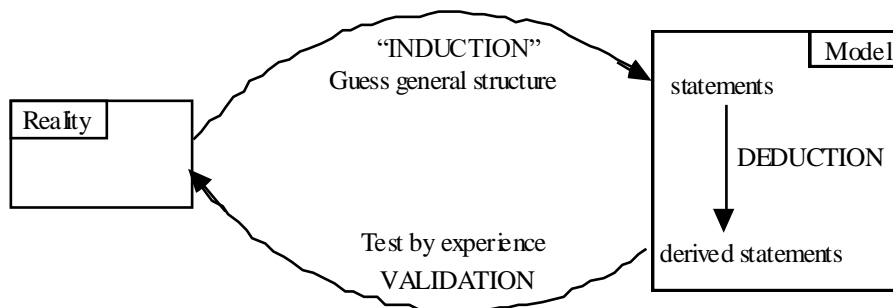 “INDUCTION”
Guess general structure
Model
statements
Reality
DEDUCTION
Test by experience
derived statements
VALIDATION